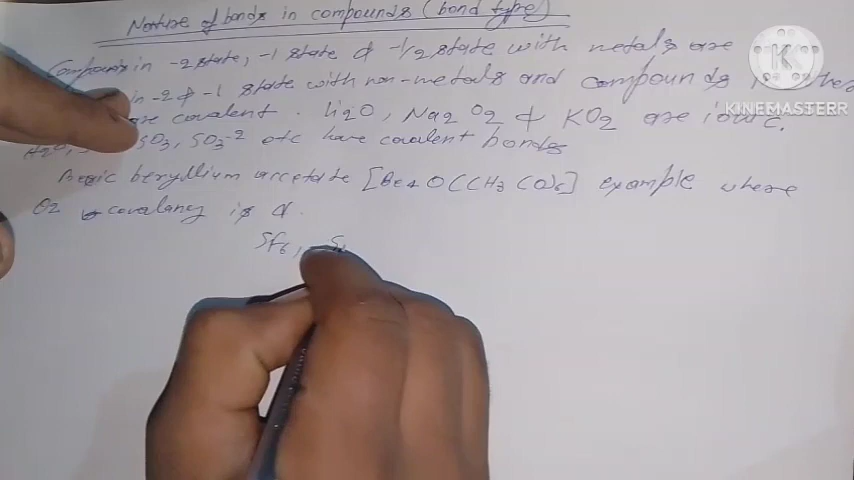 Nature of bonds in compounds (bond type)
Compounds in -2 state, -1 state & -1/2 state with metals are
in -2 & -1 state with non-metals and compounds
are covalent. Li2O, Na2O2 & KO2 are ionic.
SO3, SO3-2 etc have covalent bonds
Basic beryllium acetate [Be4O(CH3COO)6] example where
O2 covalancy is 4.
SF6, S
K
KINEMASTER